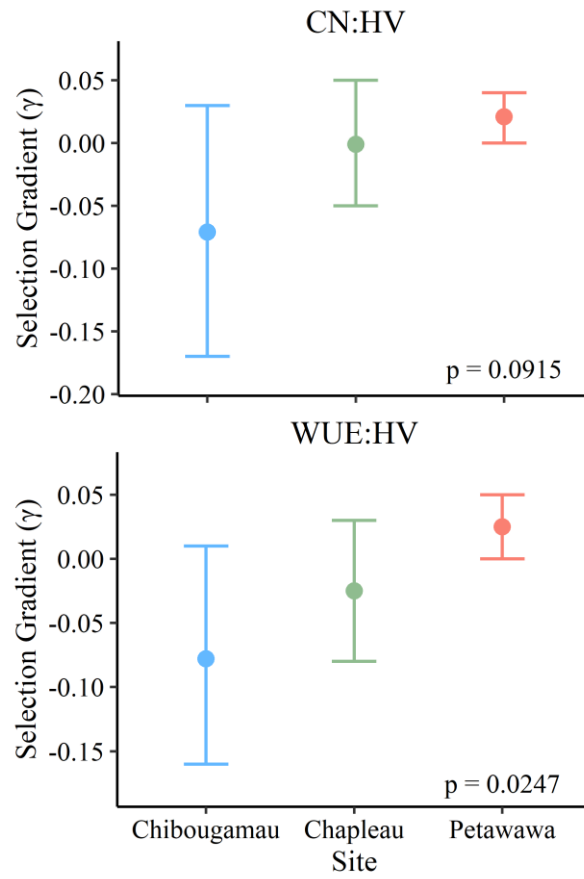 CN:HV
Selection Gradient (γ)
0.05
0.00
-0.05
-0.10
-0.15
-0.20
p = 0.0915
WUE:HV
Selection Gradient (γ)
0.05
0.00
-0.05
-0.10
-0.15
p = 0.0247
Chibougamau Chapleau Petawawa
Site